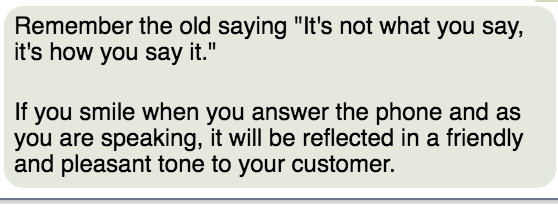 Remember the old saying "It's not what you say,
it's how you say it."
If you smile when you answer the phone and as
you are speaking, it will be reflected in a friendly
and pleasant tone to your customer.